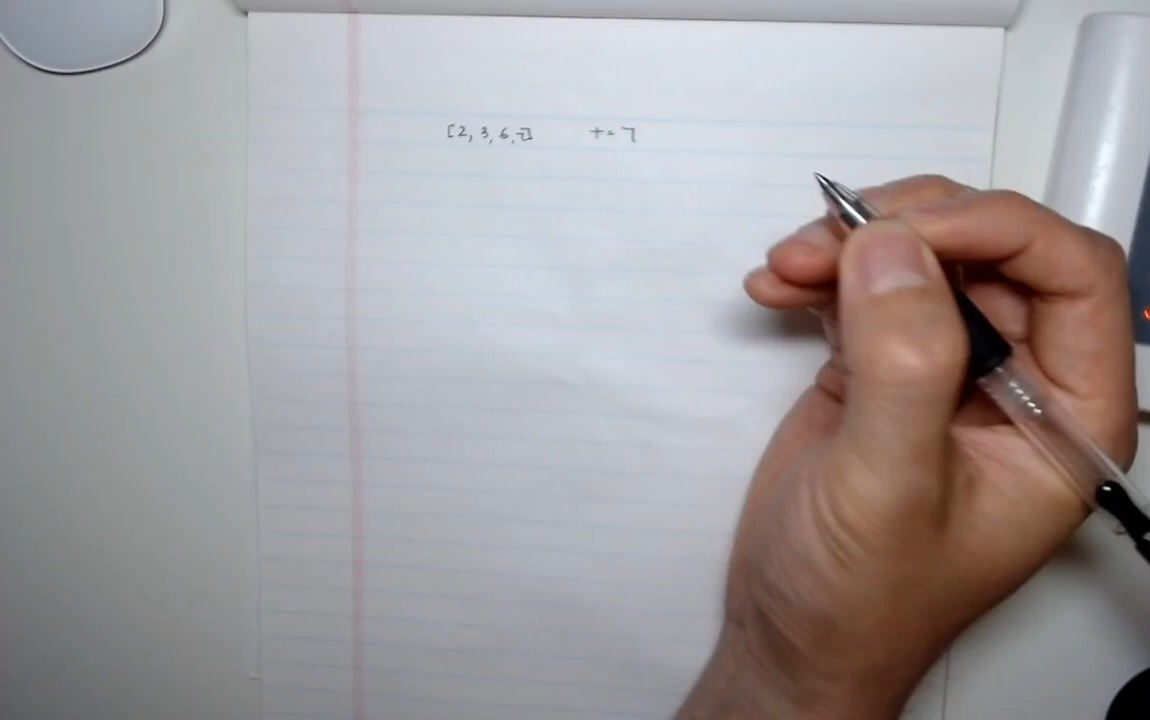 [2, 3, 6, 7] t = 7